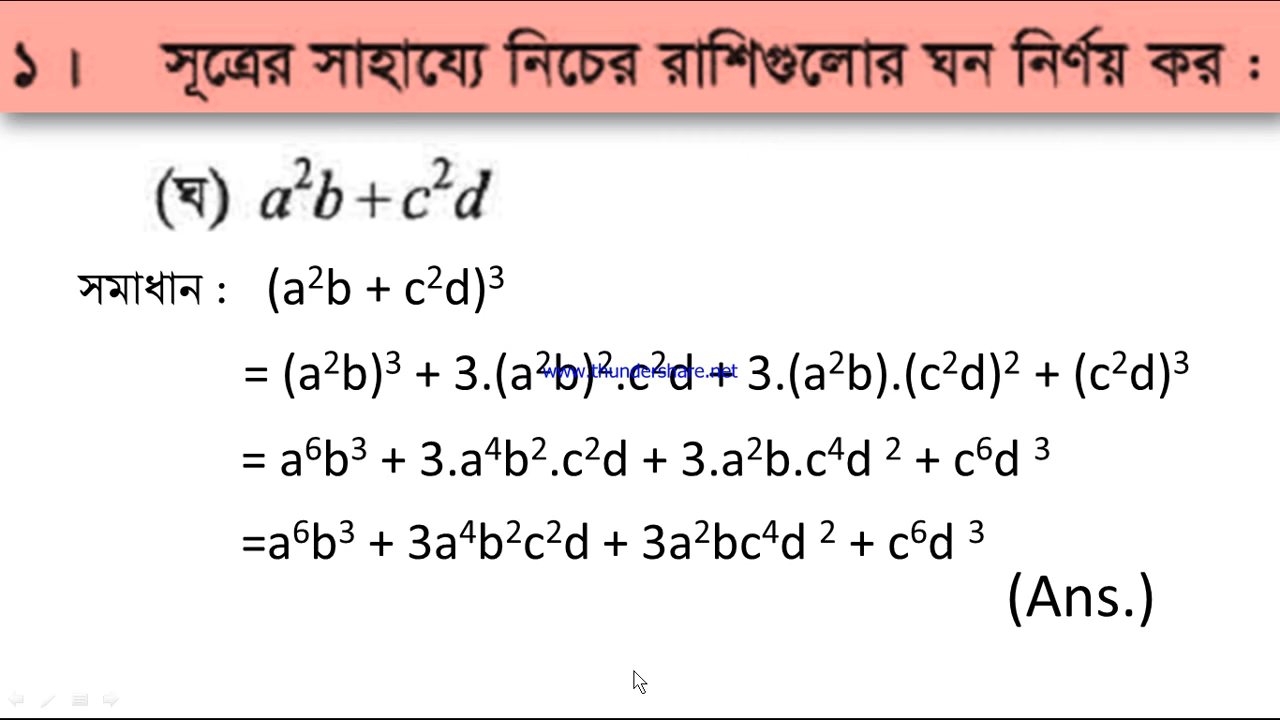 ১। সূত্রের সাহায্যে নিচের রাশিগুলোর ঘন নির্ণয় কর :
(ঘ) a²b + c²d
সমাধান : (a²b + c²d)³
= (a²b)³ + 3.(a²b)².c²d + 3.(a²b).(c²d)² + (c²d)³
www.thundershare.net
= a⁶b³ + 3.a⁴b².c²d + 3.a²b.c⁴d ² + c⁶d ³
=a⁶b³ + 3a⁴b²c²d + 3a²bc⁴d ² + c⁶d ³
(Ans.)